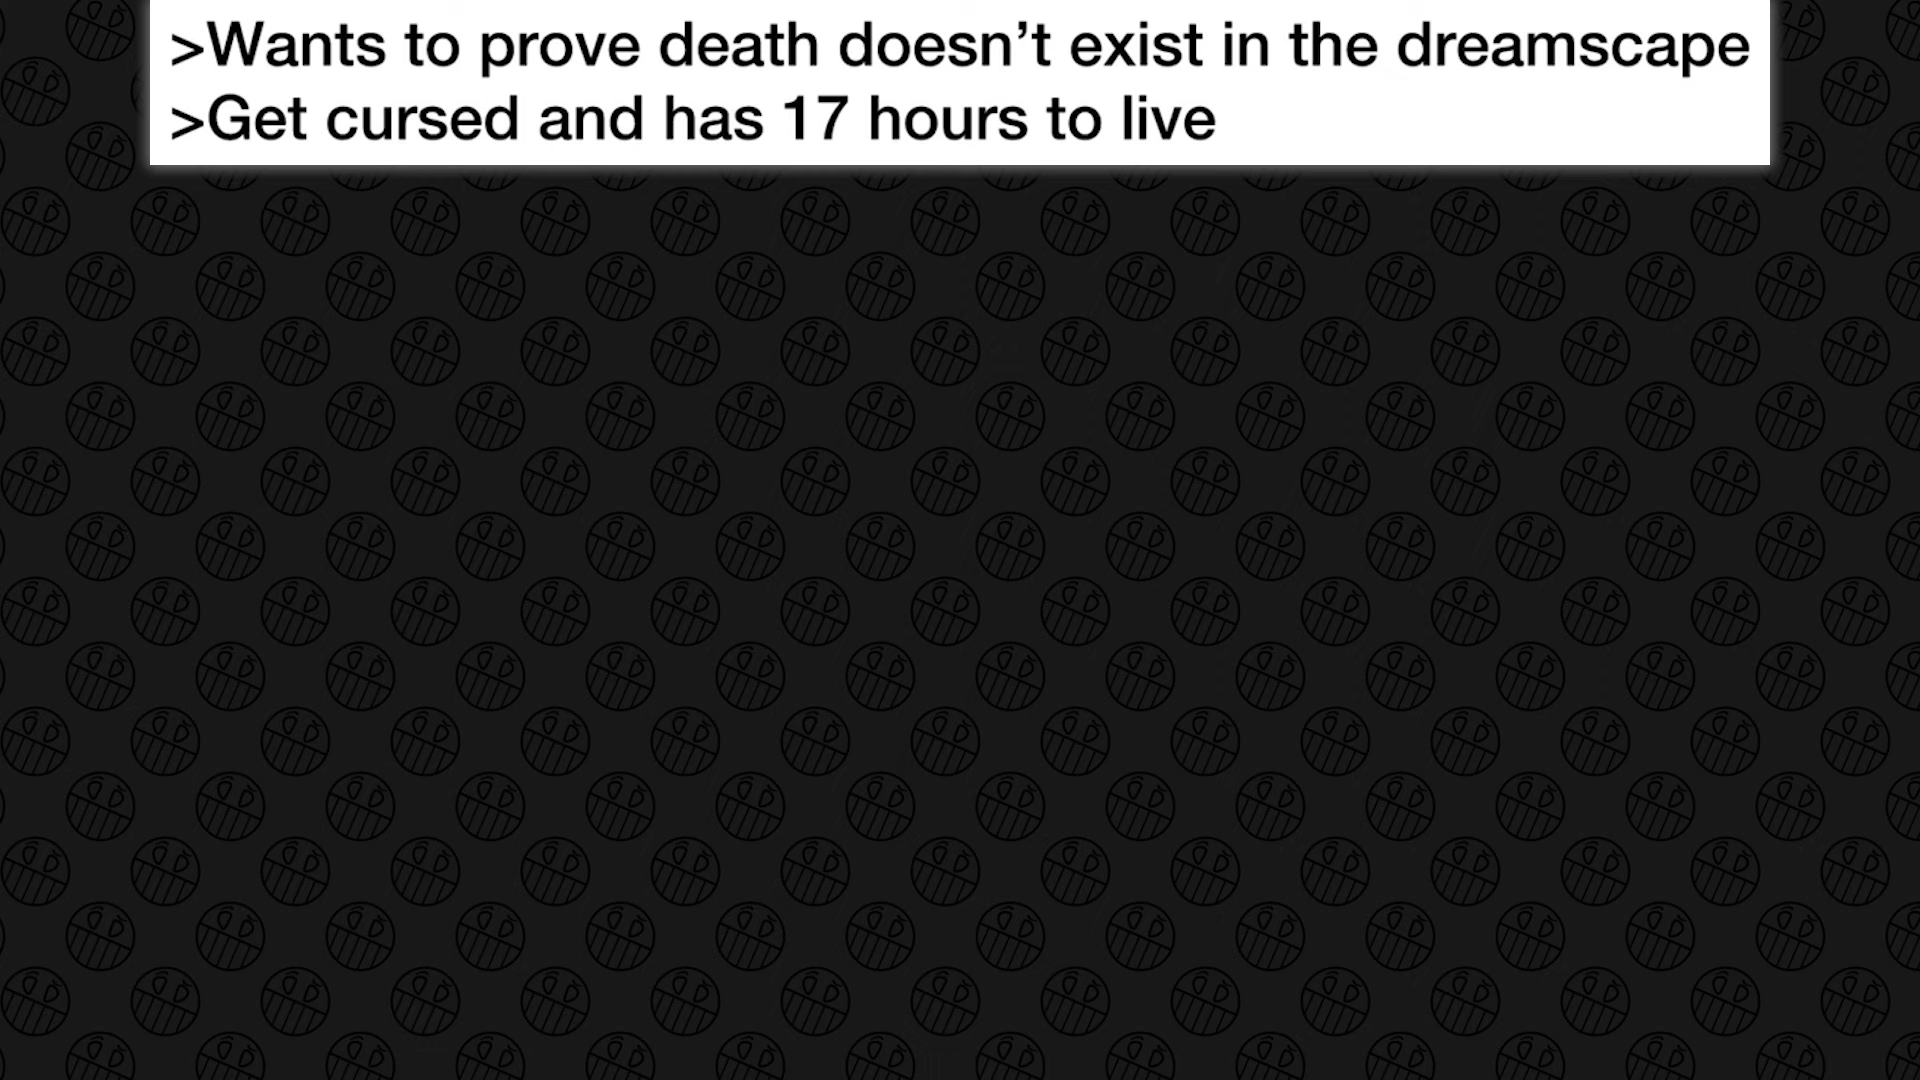 >Wants to prove death doesn’t exist in the dreamscape
>Get cursed and has 17 hours to live